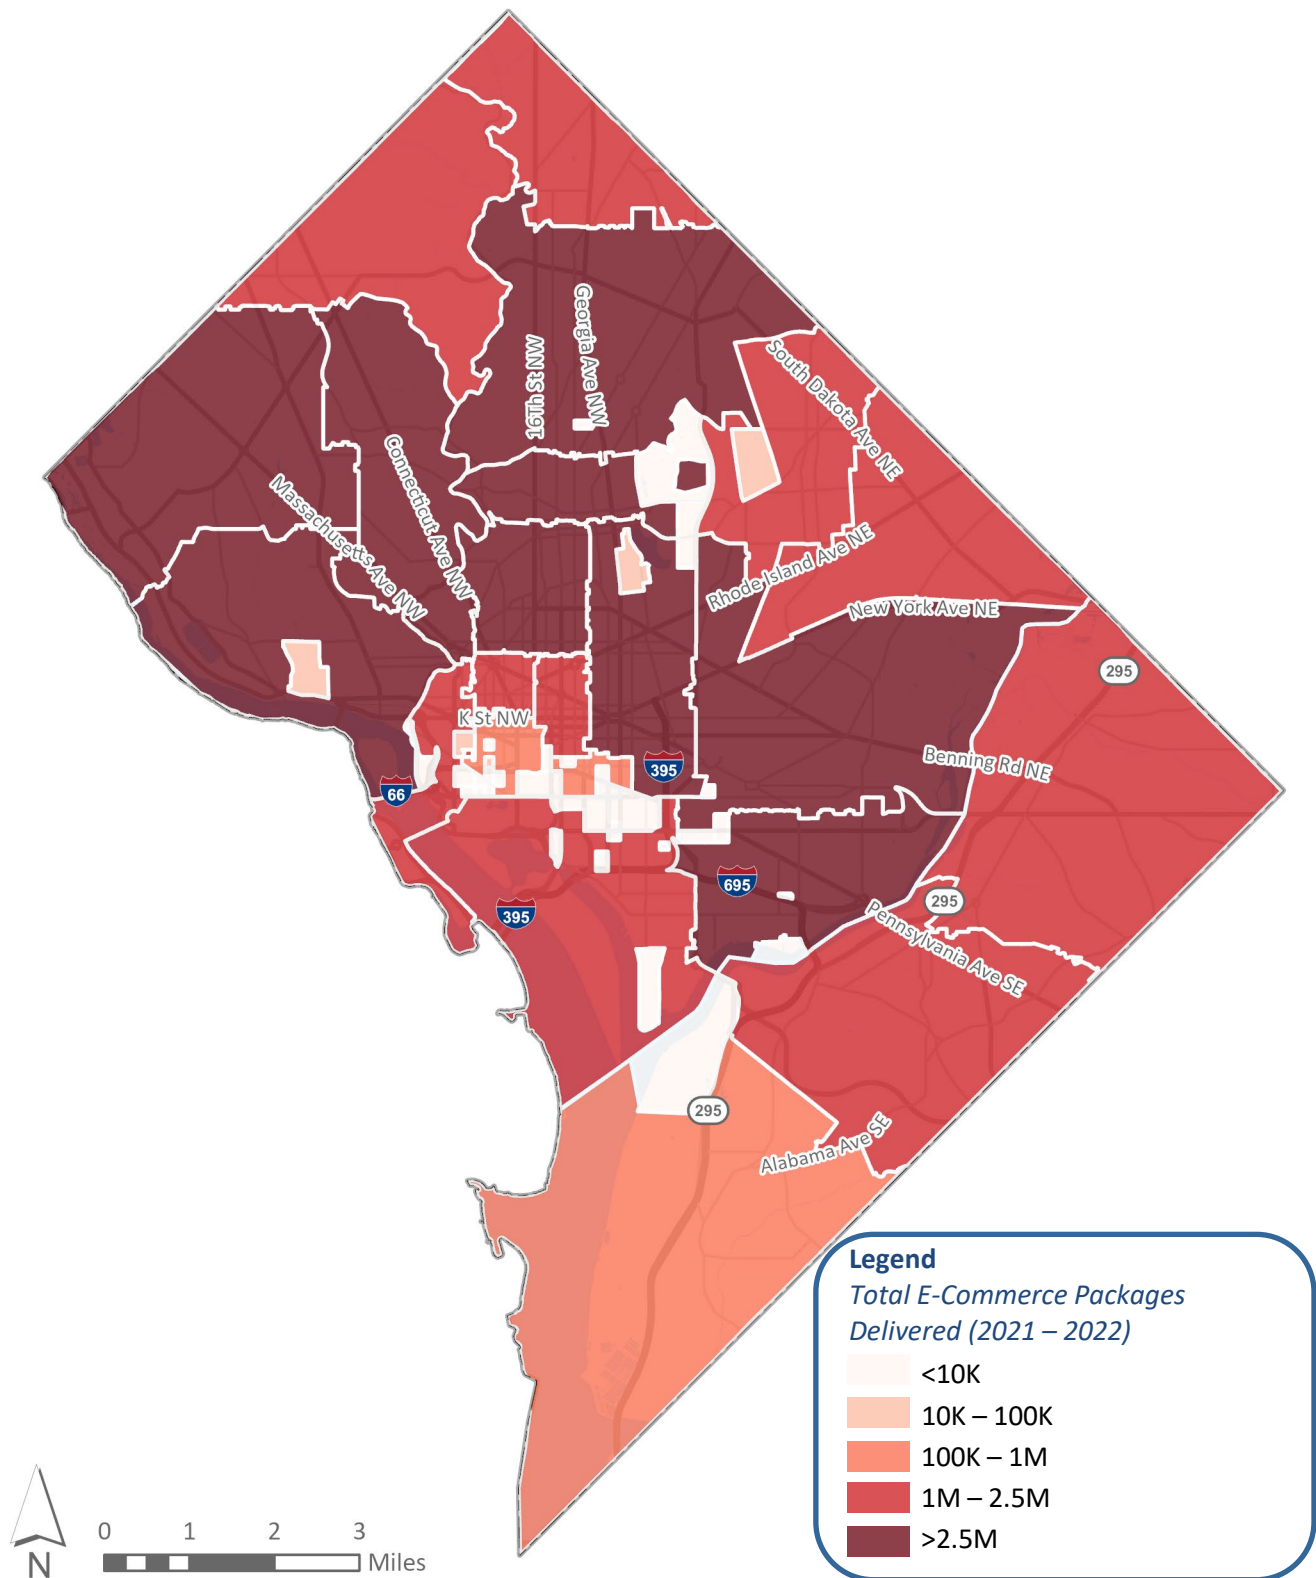 16Th St NW
Georgia Ave NW
South Dakota Ave NE
Connecticut Ave NW
Massachusetts Ave NW
Rhode Island Ave NE
New York Ave NE
295
K St NW
Benning Rd NE
395
66
695
295
395
Pennsylvania Ave SE
295
Alabama Ave SE
Legend
Total E-Commerce Packages
Delivered (2021 – 2022)
<10K
10K – 100K
100K – 1M
1M – 2.5M
>2.5M
N
0 1 2 3
Miles